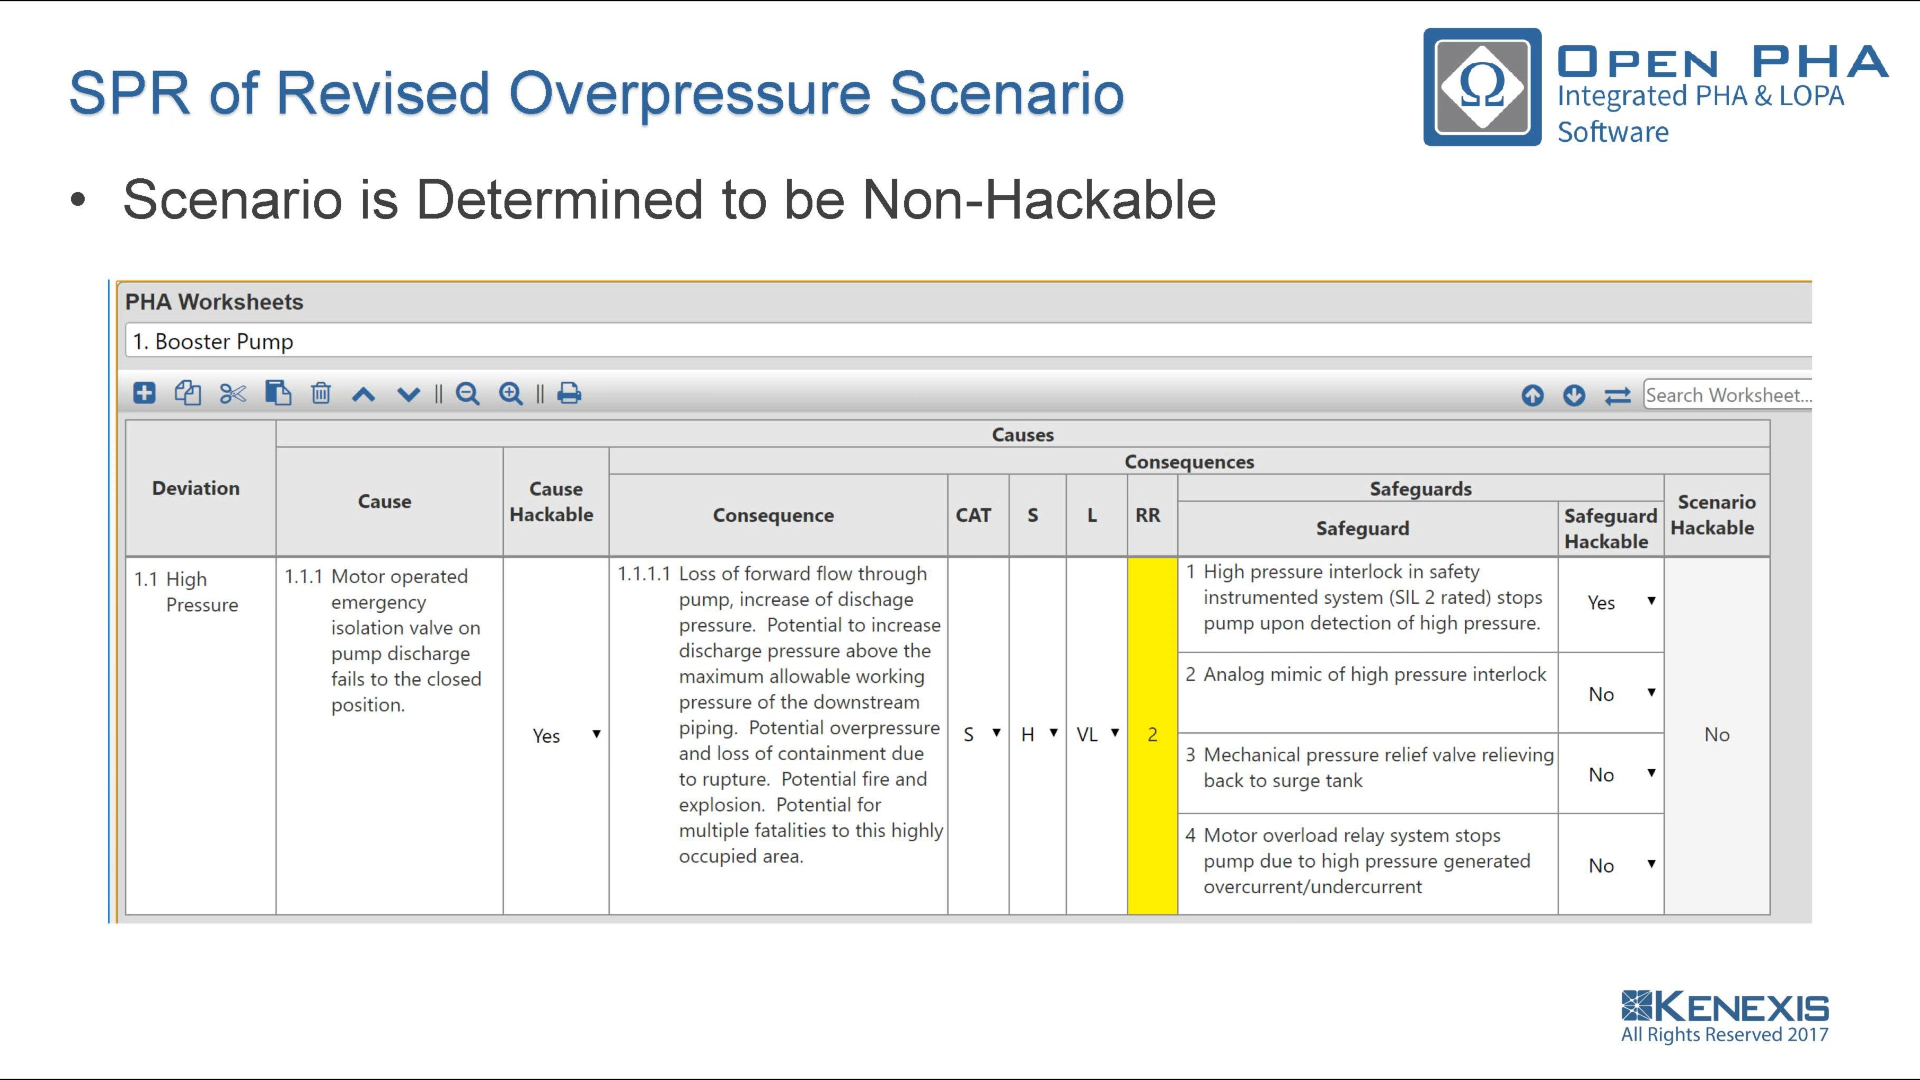 SPR of Revised Overpressure Scenario
Ω
OPEN PHA
Integrated PHA & LOPA
Software
• Scenario is Determined to be Non-Hackable
PHA Worksheets
1. Booster Pump
Search Worksheet...
Causes
Consequences
Deviation
Cause
Cause
Hackable
Consequence
CAT
S
L
RR
Safeguards
Safeguard
Safeguard
Hackable
Scenario
Hackable
1.1 High
Pressure
1.1.1 Motor operated
emergency
isolation valve on
pump discharge
fails to the closed
position.
Yes
1.1.1.1 Loss of forward flow through
pump, increase of dischage
pressure. Potential to increase
discharge pressure above the
maximum allowable working
pressure of the downstream
piping. Potential overpressure
and loss of containment due
to rupture. Potential fire and
explosion. Potential for
multiple fatalities to this highly
occupied area.
S
H
VL
2
1 High pressure interlock in safety
instrumented system (SIL 2 rated) stops
pump upon detection of high pressure.
Yes
2 Analog mimic of high pressure interlock
No
3 Mechanical pressure relief valve relieving
back to surge tank
No
4 Motor overload relay system stops
pump due to high pressure generated
overcurrent/undercurrent
No
No
KENEXIS
All Rights Reserved 2017